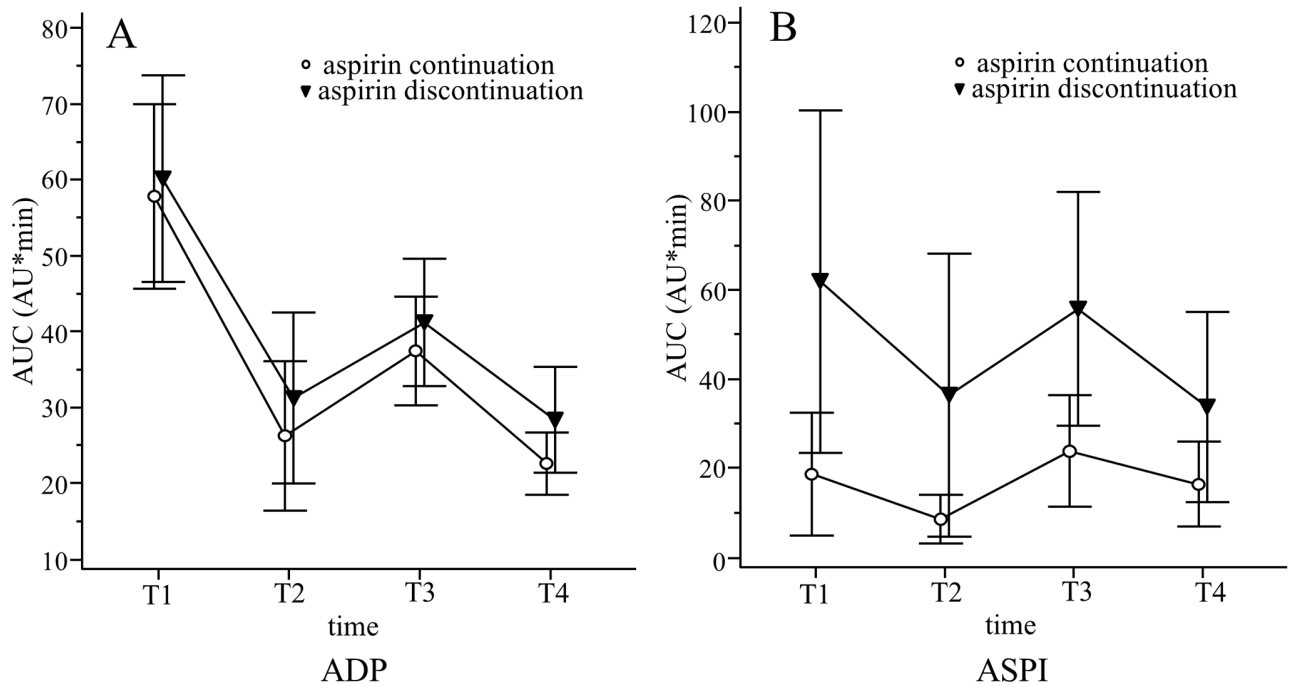 A
aspirin continuation
aspirin discontinuation
80
70
60
50
40
30
20
10
AUC (AU*min)
T1
T2
T3
T4
time
ADP
B
aspirin continuation
aspirin discontinuation
120
100
80
60
40
20
0
AUC (AU*min)
T1
T2
T3
T4
time
ASPI